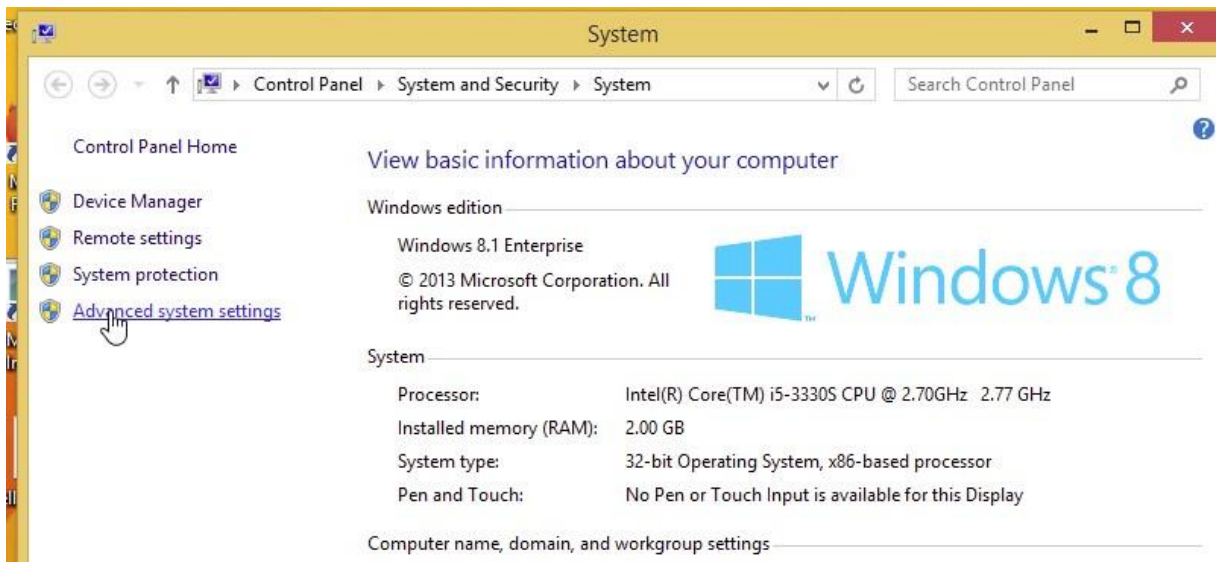 System
Control Panel System and Security System
Search Control Panel
Control Panel Home
Device Manager
Remote settings
System protection
Advanced system settings
View basic information about your computer
Windows edition
Windows 8.1 Enterprise
© 2013 Microsoft Corporation. All
rights reserved.
Windows 8
System
Processor: Intel(R) Core(TM) i5-3330S CPU @ 2.70GHz 2.77 GHz
Installed memory (RAM): 2.00 GB
System type: 32-bit Operating System, x86-based processor
Pen and Touch: No Pen or Touch Input is available for this Display
Computer name, domain, and workgroup settings